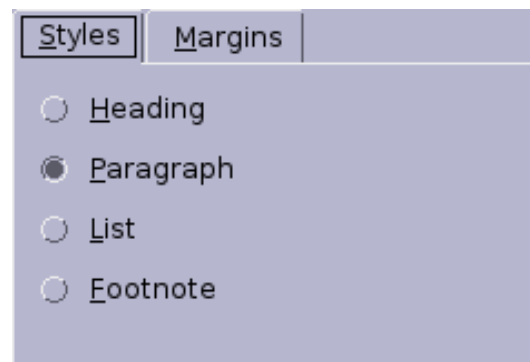 Styles Margins
Heading
Paragraph
List
Footnote